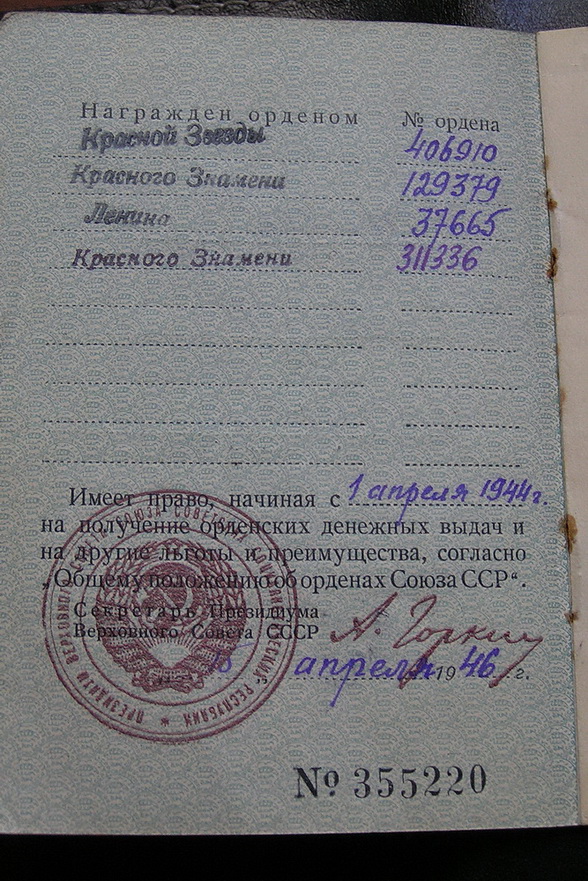 Награжден орденом № ордена
Красной Звезды 406910
Красного Знамени 129379
Ленина 37665
Красного Знамени 311336
Имеет право, начиная с 1 апреля 1944г.
на получение орденских денежных выдач и
на другие льготы и преимущества, согласно
„Общему положению об орденах Союза ССР“.
Секретарь Президиума
Верховного Совета СССР А. Горкин
апреля 1946 г.
№ 355220